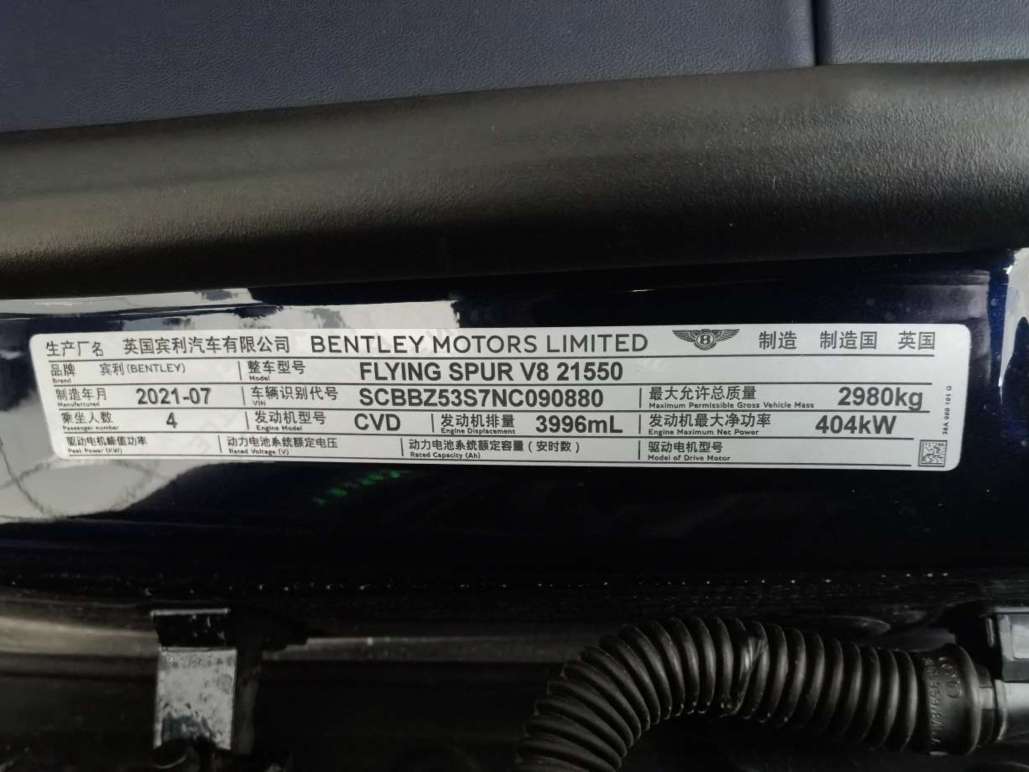 生产厂名 英国宾利汽车有限公司 BENTLEY MOTORS LIMITED 制造 制造国 英国
品牌 Brand 宾利(BENTLEY) 整车型号 Model FLYING SPUR V8 21550
制造年月 Manufactured 2021-07 车辆识别代号 VIN SCBBZ53S7NC090880 最大允许总质量 Maximum Permissible Gross Vehicle Mass 2980kg
乘坐人数 Passenger number 4 发动机型号 Engine Model CVD 发动机排量 Engine Displacement 3996mL 发动机最大净功率 Engine Maximum Net Power 404kW
驱动电机峰值功率 Peak Power (kW) 动力电池系统额定电压 Rated Voltage (V) 动力电池系统额定容量(安时数) Rated Capacity (Ah) 驱动电机型号 Model of Drive Motor